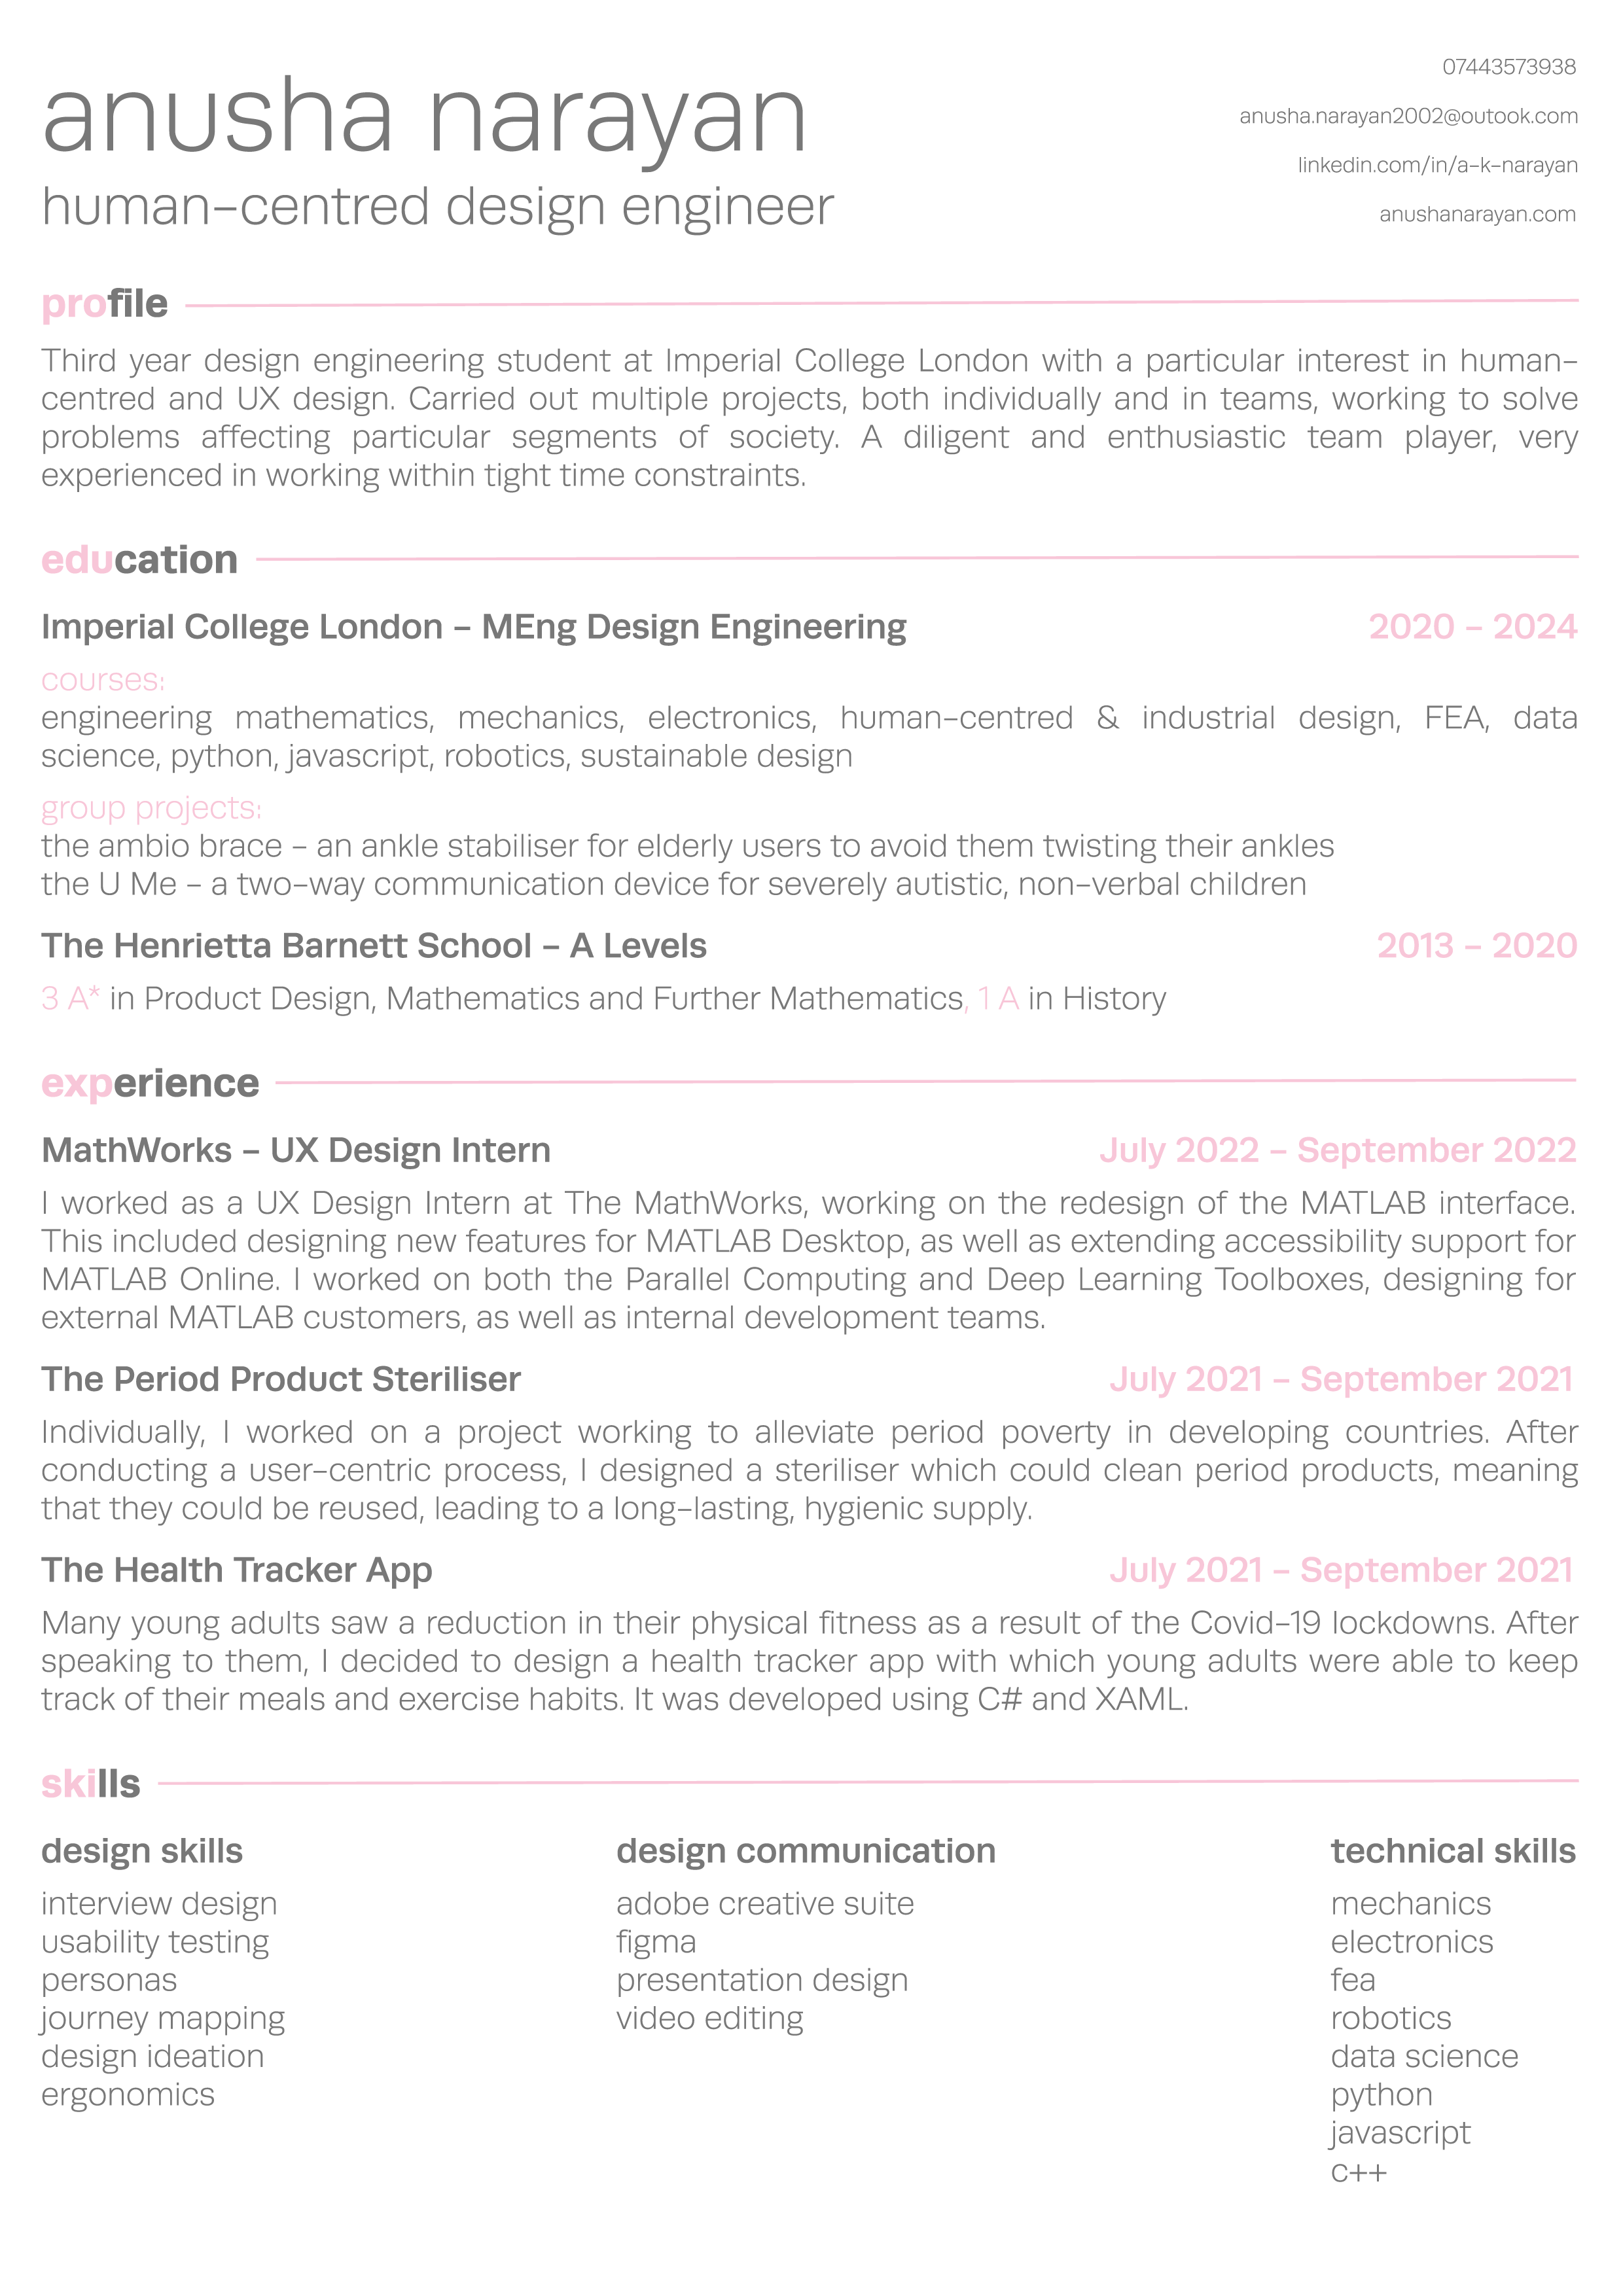 anusha narayan
human-centred design engineer
07443573938
anusha.narayan2002@outook.com
linkedin.com/in/a-k-narayan
anushanarayan.com
profile
Third year design engineering student at Imperial College London with a particular interest in human-
centred and UX design. Carried out multiple projects, both individually and in teams, working to solve
problems affecting particular segments of society. A diligent and enthusiastic team player, very
experienced in working within tight time constraints.
education
Imperial College London - MEng Design Engineering 2020 - 2024
courses:
engineering mathematics, mechanics, electronics, human-centred & industrial design, FEA, data
science, python, javascript, robotics, sustainable design
group projects:
the ambio brace - an ankle stabiliser for elderly users to avoid them twisting their ankles
the U Me - a two-way communication device for severely autistic, non-verbal children
The Henrietta Barnett School - A Levels 2013 - 2020
3 A* in Product Design, Mathematics and Further Mathematics, 1 A in History
experience
MathWorks - UX Design Intern July 2022 - September 2022
I worked as a UX Design Intern at The MathWorks, working on the redesign of the MATLAB interface.
This included designing new features for MATLAB Desktop, as well as extending accessibility support for
MATLAB Online. I worked on both the Parallel Computing and Deep Learning Toolboxes, designing for
external MATLAB customers, as well as internal development teams.
The Period Product Steriliser July 2021 - September 2021
Individually, I worked on a project working to alleviate period poverty in developing countries. After
conducting a user-centric process, I designed a steriliser which could clean period products, meaning
that they could be reused, leading to a long-lasting, hygienic supply.
The Health Tracker App July 2021 - September 2021
Many young adults saw a reduction in their physical fitness as a result of the Covid-19 lockdowns. After
speaking to them, I decided to design a health tracker app with which young adults were able to keep
track of their meals and exercise habits. It was developed using C# and XAML.
skills
design skills
interview design
usability testing
personas
journey mapping
design ideation
ergonomics
design communication
adobe creative suite
figma
presentation design
video editing
technical skills
mechanics
electronics
fea
robotics
data science
python
javascript
c++